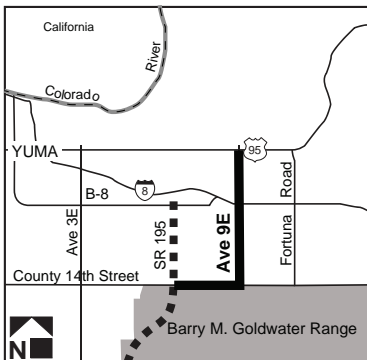 California
Colorado
River
YUMA
95
B-8
8
Ave 3E
SR 195
Ave 9E
Fortuna Road
County 14th Street
Barry M. Goldwater Range
N